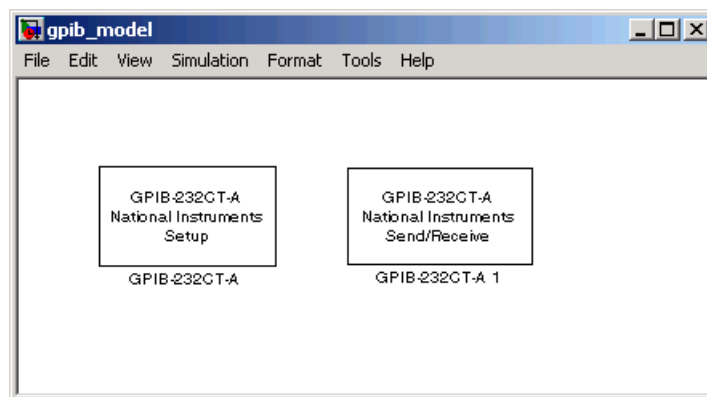 gpib_model
File Edit View Simulation Format Tools Help
GPIB-232CT-A
National Instruments
Setup
GPIB-232CT-A
GPIB-232CT-A
National Instruments
Send/Receive
GPIB-232CT-A 1